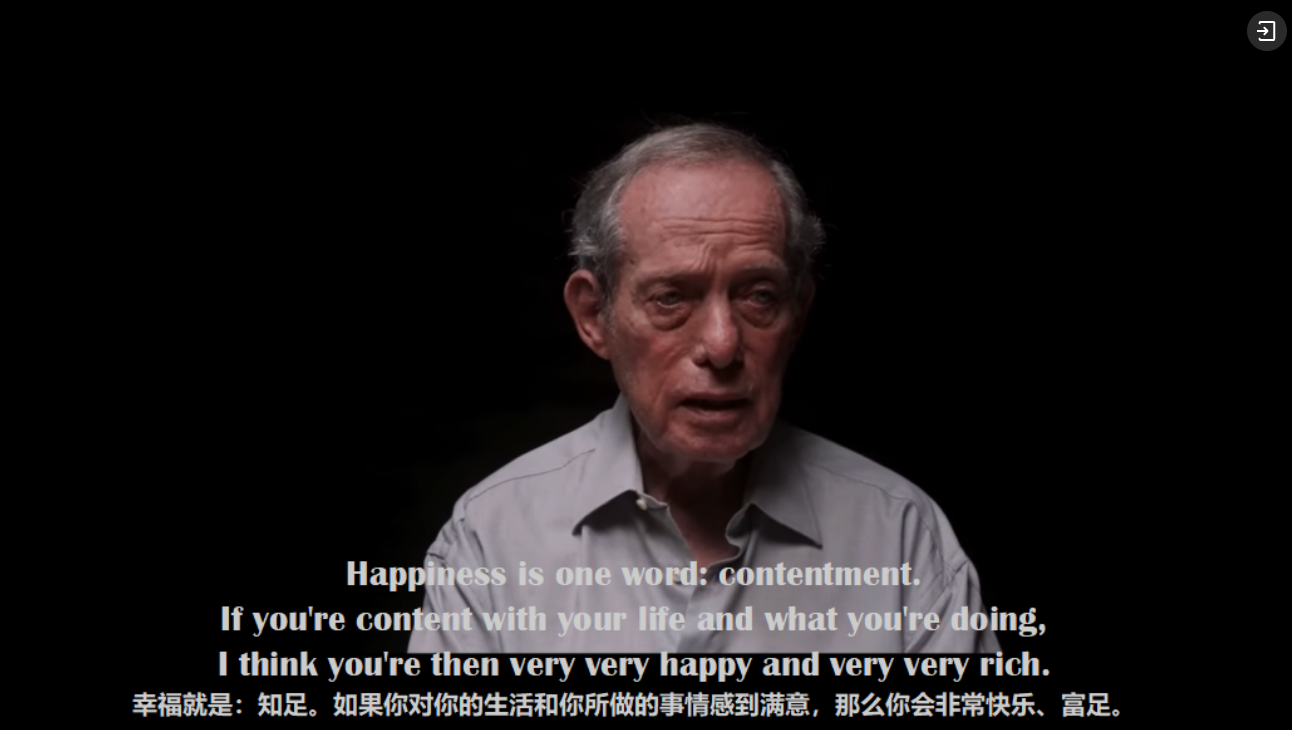 Happiness is one word: contentment.
If you're content with your life and what you're doing,
I think you're then very very happy and very very rich.
幸福就是：知足。如果你对你的生活和你所做的事情感到满意，那么你会非常快乐、富足。